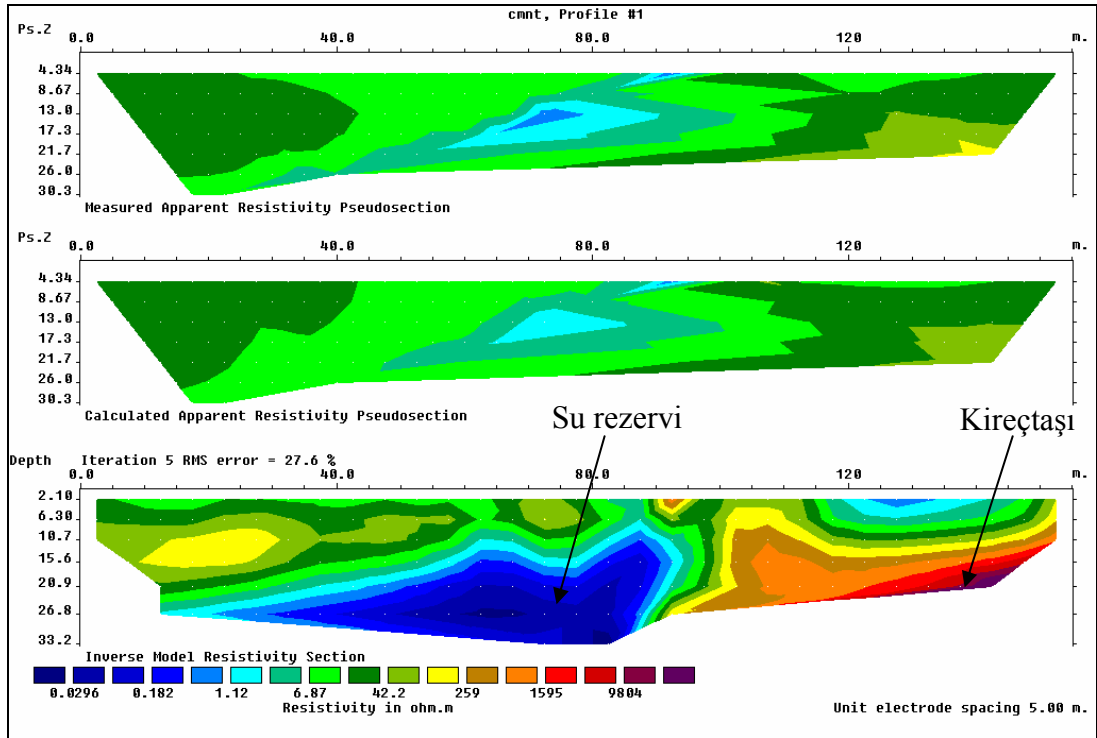 cmnt, Profile #1
Ps.Z 0.0 40.0 80.0 120 m.
4.34
8.67
13.0
17.3
21.7
26.0
30.3
Measured Apparent Resistivity Pseudosection
Ps.Z 0.0 40.0 80.0 120 m.
4.34
8.67
13.0
17.3
21.7
26.0
30.3
Calculated Apparent Resistivity Pseudosection
Su rezervi
Kireçtaşı
Depth Iteration 5 RMS error = 27.6 %
0.0 40.0 80.0 120 m.
2.10
6.30
10.7
15.6
20.9
26.8
33.2
Inverse Model Resistivity Section
0.0296 0.182 1.12 6.87 42.2 259 1595 9804
Resistivity in ohm.m
Unit electrode spacing 5.00 m.